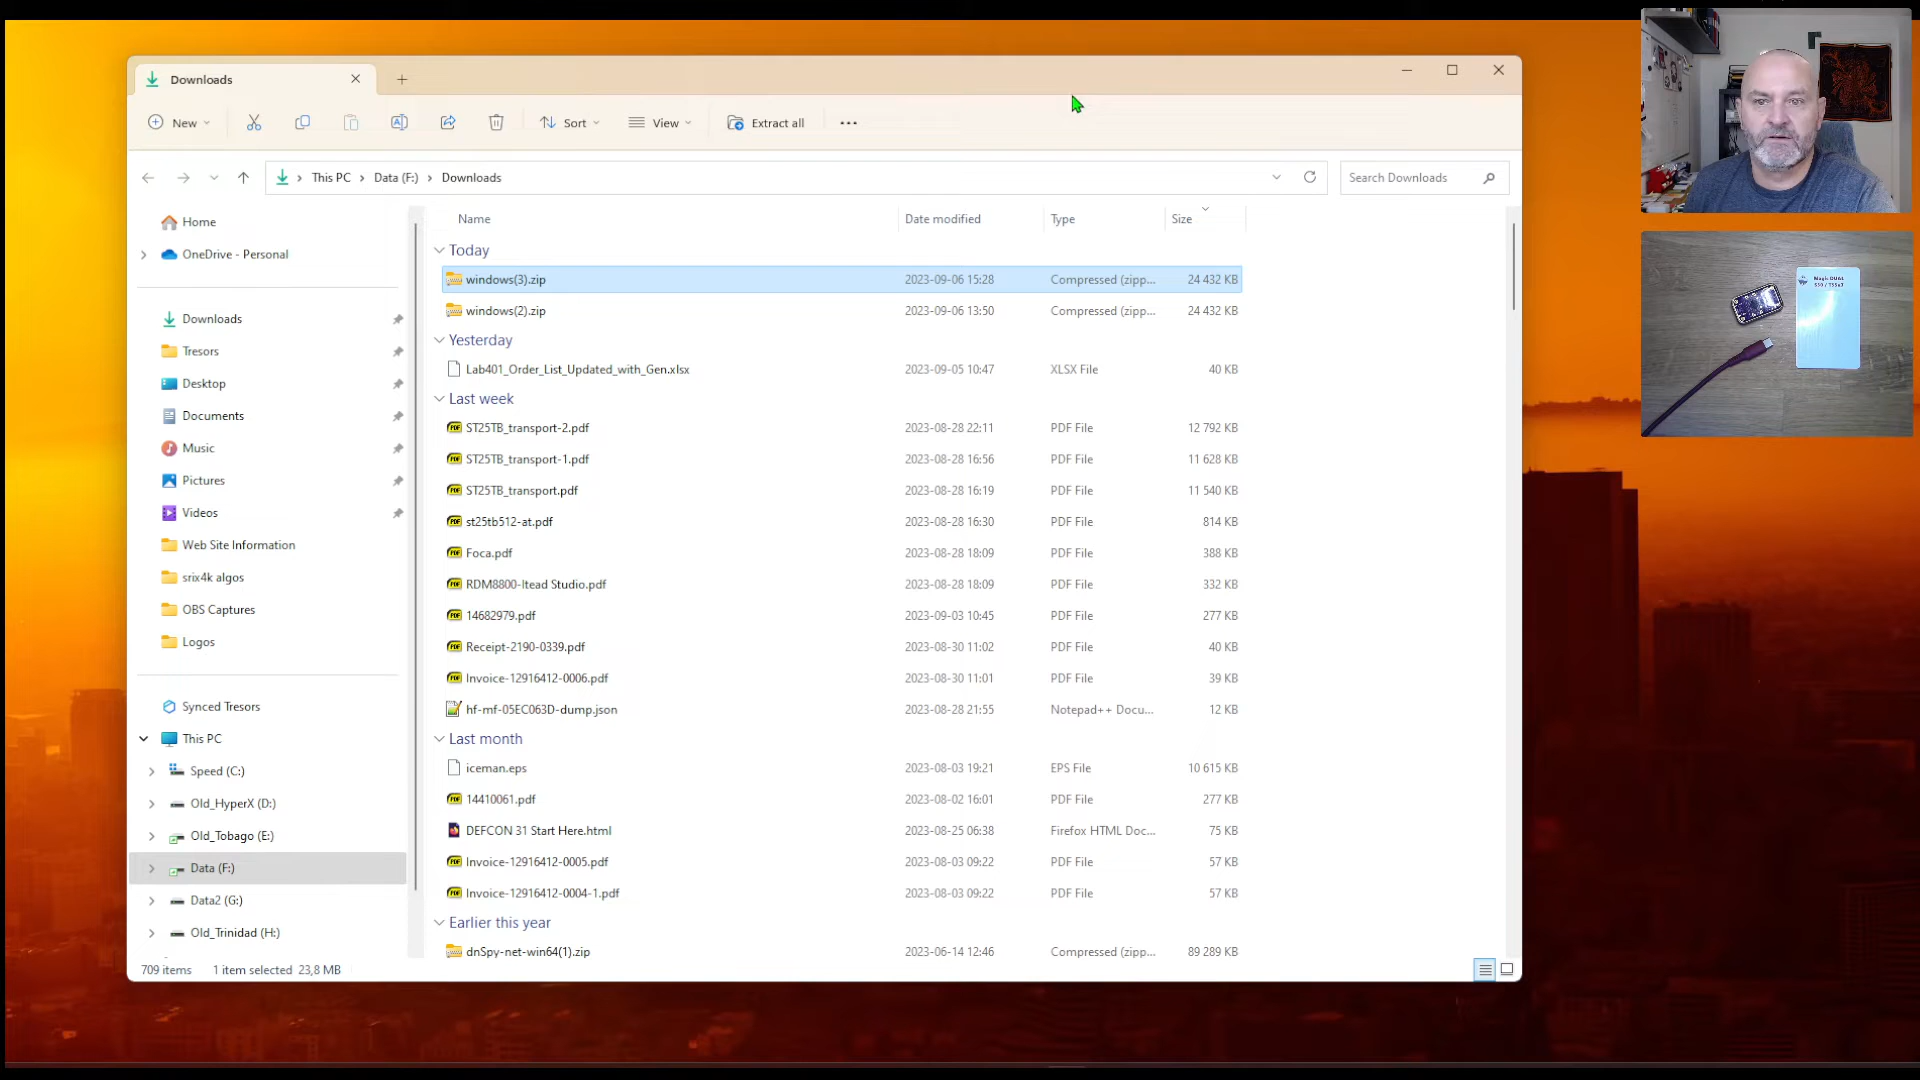 Downloads
New
Sort
View
Extract all
This PC
Data (F:)
Downloads
Search Downloads
Home
OneDrive - Personal
Downloads
Tresors
Desktop
Documents
Music
Pictures
Videos
Web Site Information
srix4k algos
OBS Captures
Logos
Synced Tresors
This PC
Speed (C:)
Old_HyperX (D:)
Old_Tobago (E:)
Data (F:)
Data2 (G:)
Old_Trinidad (H:)
Name Date modified Type Size
Today
windows(3).zip 2023-09-06 15:28 Compressed (zipp... 24 432 KB
windows(2).zip 2023-09-06 13:50 Compressed (zipp... 24 432 KB
Yesterday
Lab401_Order_List_Updated_with_Gen.xlsx 2023-09-05 10:47 XLSX File 40 KB
Last week
ST25TB_transport-2.pdf 2023-08-28 22:11 PDF File 12 792 KB
ST25TB_transport-1.pdf 2023-08-28 16:56 PDF File 11 628 KB
ST25TB_transport.pdf 2023-08-28 16:19 PDF File 11 540 KB
st25tb512-at.pdf 2023-08-28 16:30 PDF File 814 KB
Foca.pdf 2023-08-28 18:09 PDF File 388 KB
RDM8800-Itead Studio.pdf 2023-08-28 18:09 PDF File 332 KB
14682979.pdf 2023-09-03 10:45 PDF File 277 KB
Receipt-2190-0339.pdf 2023-08-30 11:02 PDF File 40 KB
Invoice-12916412-0006.pdf 2023-08-30 11:01 PDF File 39 KB
hf-mf-05EC063D-dump.json 2023-08-28 21:55 Notepad++ Docu... 12 KB
Last month
iceman.eps 2023-08-03 19:21 EPS File 10 615 KB
14410061.pdf 2023-08-02 16:01 PDF File 277 KB
DEFCON 31 Start Here.html 2023-08-25 06:38 Firefox HTML Doc... 75 KB
Invoice-12916412-0005.pdf 2023-08-03 09:22 PDF File 57 KB
Invoice-12916412-0004-1.pdf 2023-08-03 09:22 PDF File 57 KB
Earlier this year
dnSpy-net-win64(1).zip 2023-06-14 12:46 Compressed (zipp... 89 289 KB
709 items 1 item selected 23,8 MB
Magic DUAL